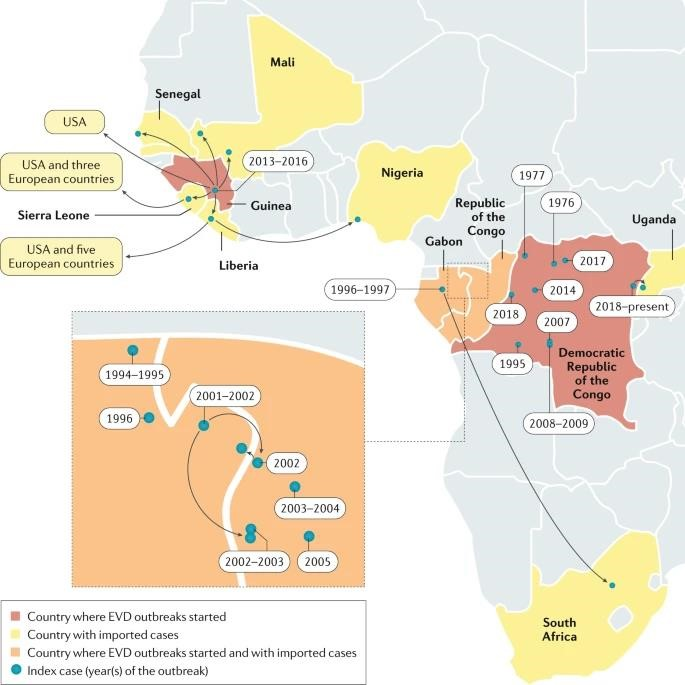 Mali
Senegal
USA
USA and three
European countries
2013–2016
Nigeria
1977
1976
Sierra Leone
Guinea
Republic
of the
Congo
Uganda
Gabon
USA and five
European countries
Liberia
2017
1996–1997
2014
2018–present
2018
2007
1995
Democratic
Republic
of the
Congo
2008–2009
1994–1995
2001–2002
1996
2002
2003–2004
2002–2003
2005
South
Africa
Country where EVD outbreaks started
Country with imported cases
Country where EVD outbreaks started and with imported cases
Index case (year(s) of the outbreak)